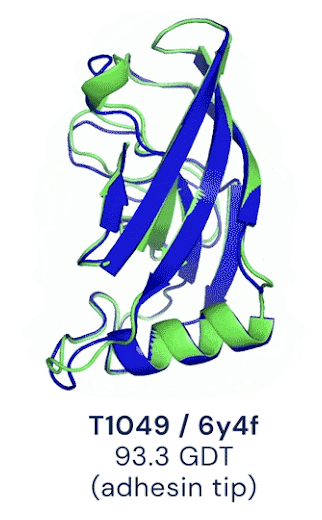 T1049 / 6y4f
93.3 GDT
(adhesin tip)